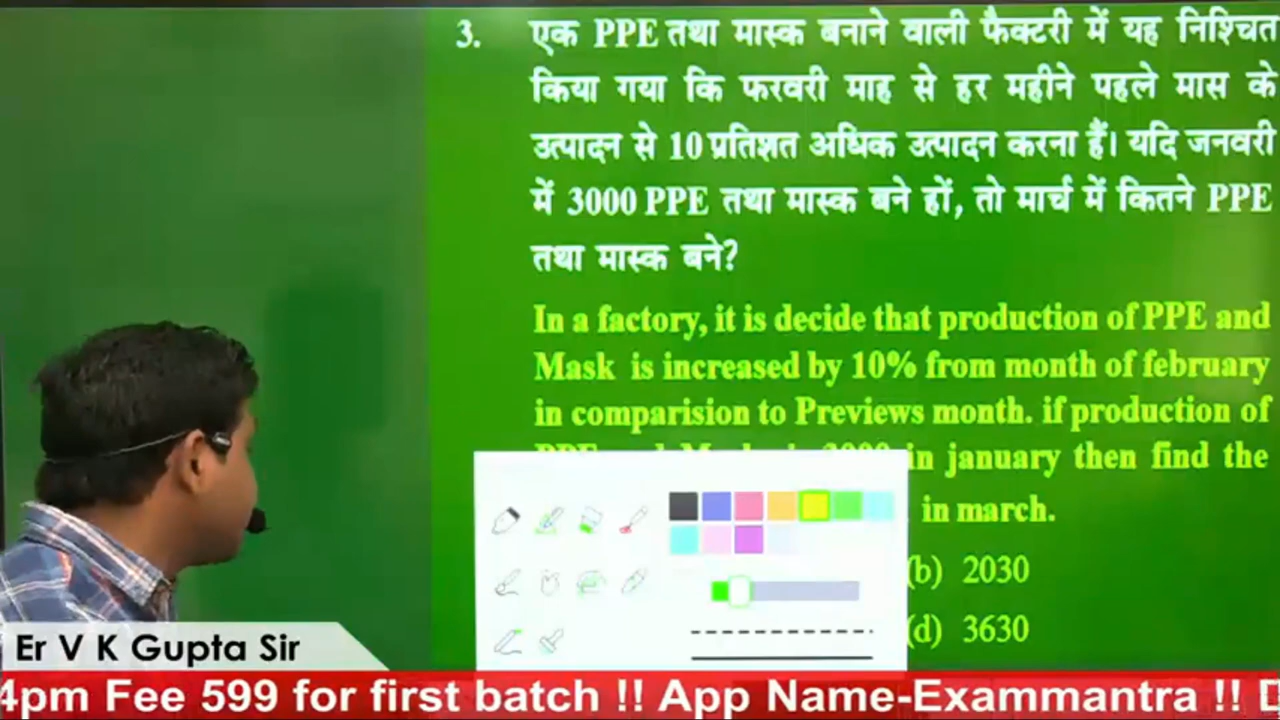 3. एक PPE तथा मास्क बनाने वाली फैक्टरी में यह निश्चित
किया गया कि फरवरी माह से हर महीने पहले मास के
उत्पादन से 10 प्रतिशत अधिक उत्पादन करना हैं। यदि जनवरी
में 3000 PPE तथा मास्क बने हों, तो मार्च में कितने PPE
तथा मास्क बने?
In a factory, it is decide that production of PPE and
Mask is increased by 10% from month of february
in comparision to Previews month. if production of
in january then find the
in march.
(b) 2030
(d) 3630
Er V K Gupta Sir
4pm Fee 599 for first batch !! App Name-Exammantra !!